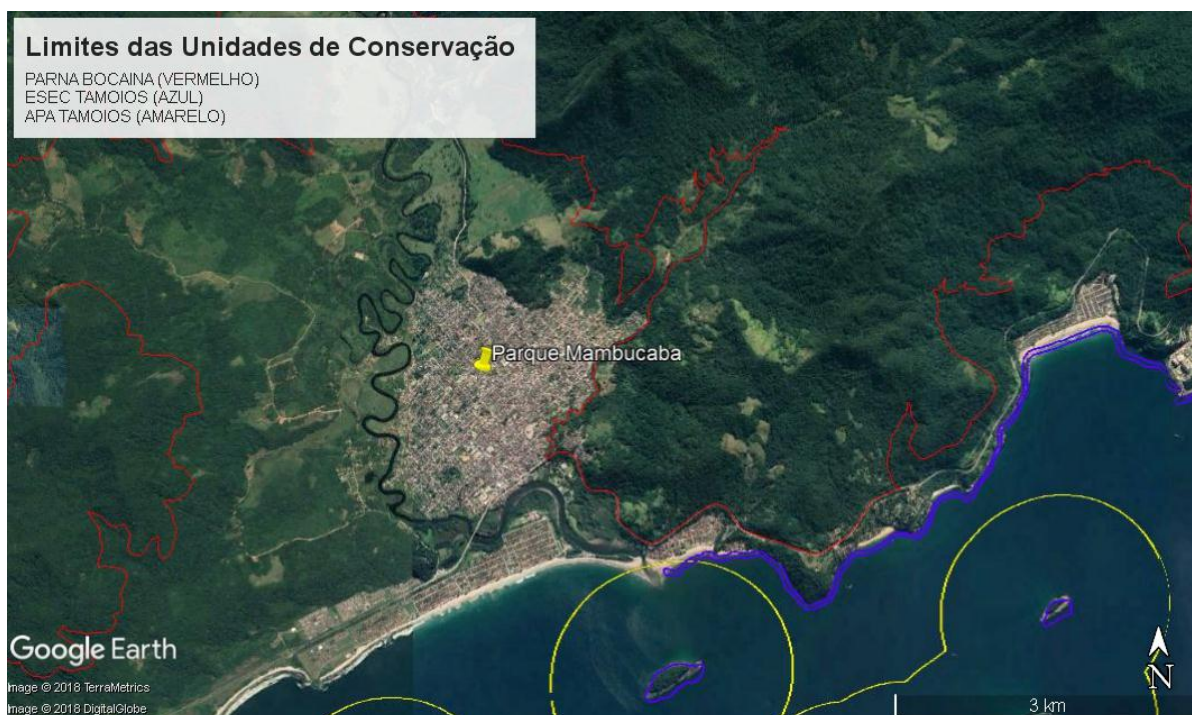 Limites das Unidades de Conservação
PARNA BOCAINA (VERMELHO)
ESEC TAMOIOS (AZUL)
APA TAMOIOS (AMARELO)
Parque Mambucaba
Google Earth
Image © 2018 TerraMetrics
Image © 2018 DigitalGlobe
N
3 km